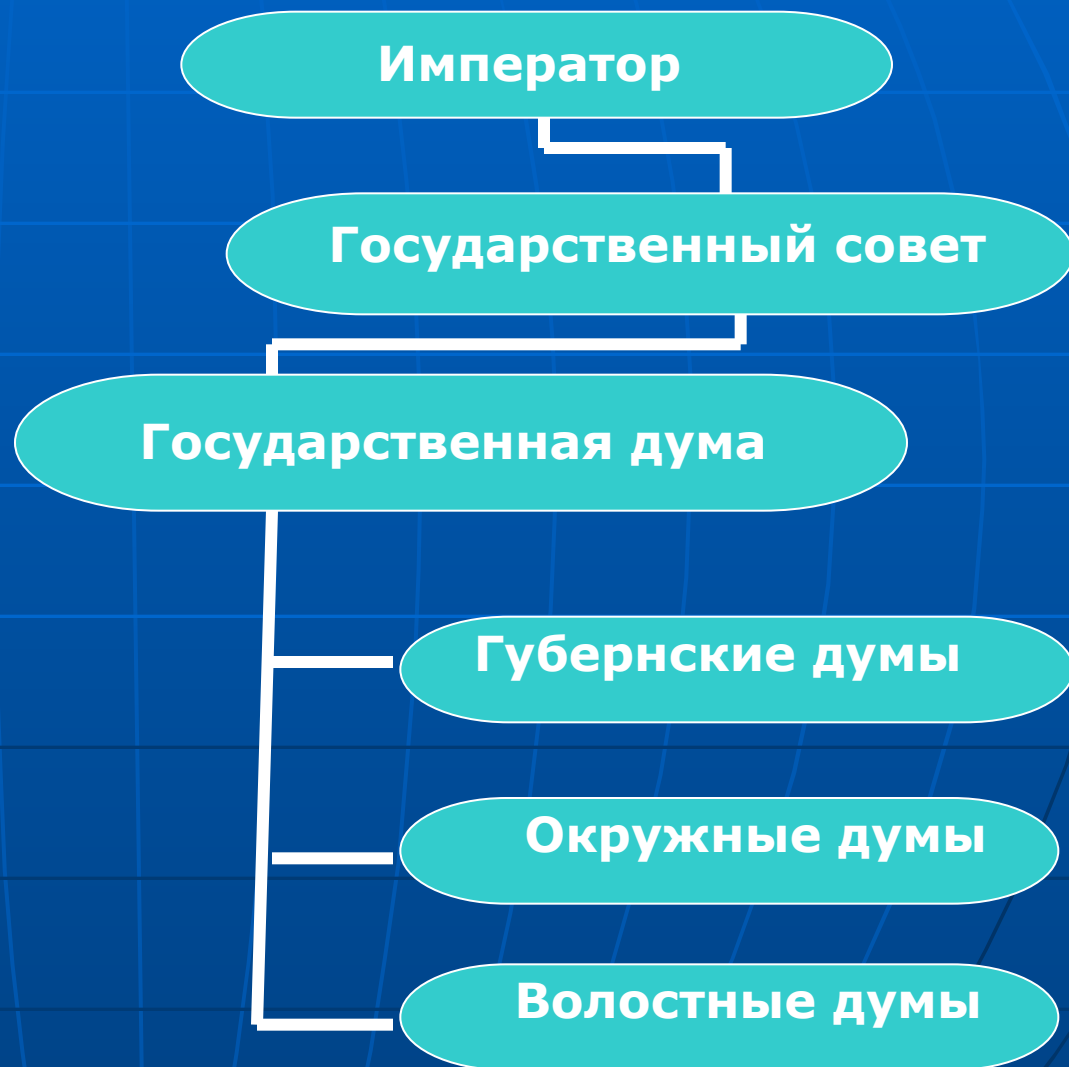 Император
Государственный совет
Государственная дума
Губернские думы
Окружные думы
Волостные думы